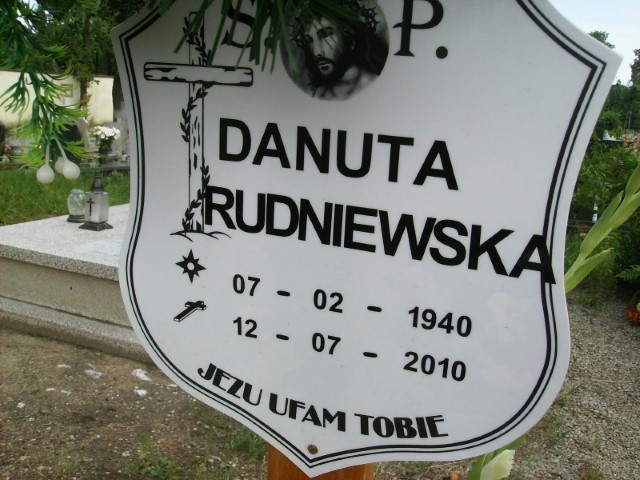 Ś. P.
DANUTA
RUDNIEWSKA
07 - 02 - 1940
12 - 07 - 2010
JEZU UFAM TOBIE